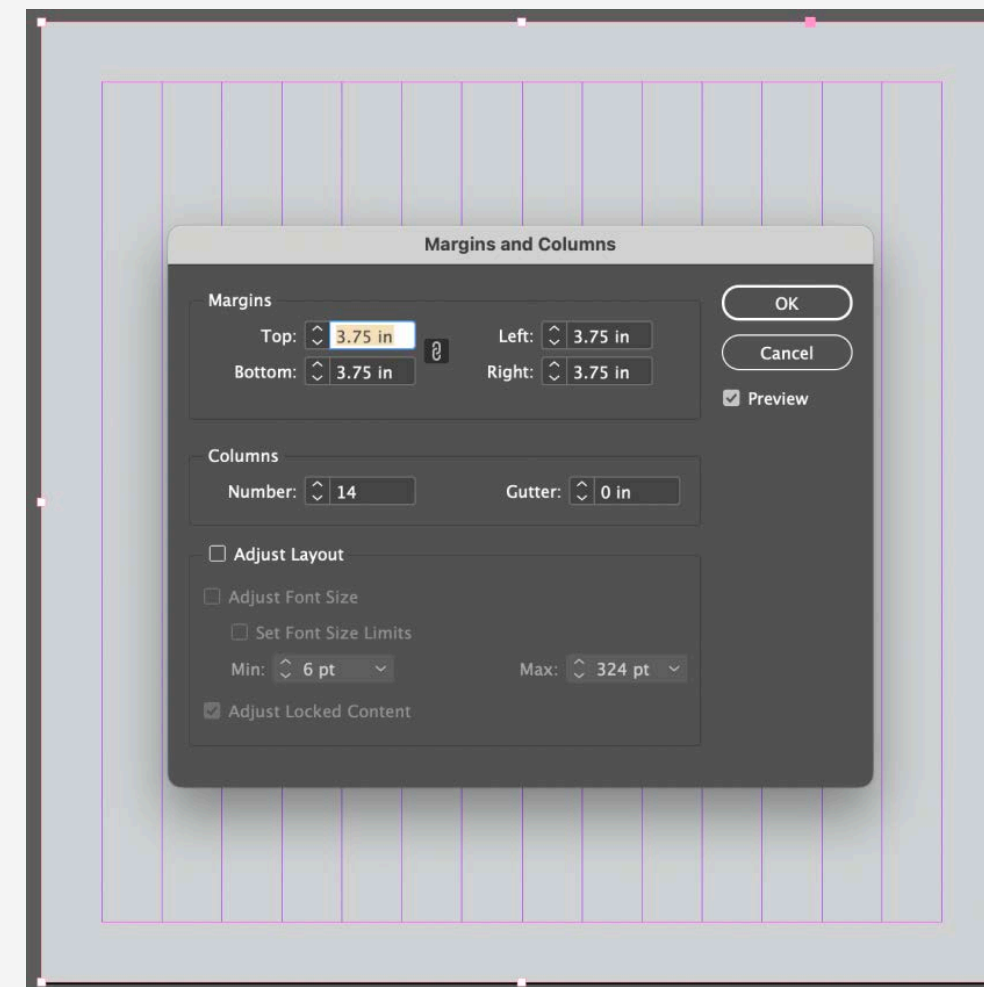 Margins and Columns
Margins
Top: 3.75 in
Left: 3.75 in
Bottom: 3.75 in
Right: 3.75 in
OK
Cancel
Preview
Columns
Number: 14
Gutter: 0 in
Adjust Layout
Adjust Font Size
Set Font Size Limits
Min: 6 pt
Max: 324 pt
Adjust Locked Content